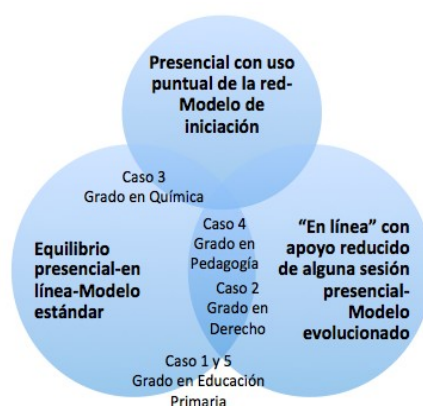 Presencial con uso
puntual de la red-
Modelo de
iniciación
Caso 3
Grado en Química
Equilibrio
presencial-en
línea-Modelo
estándar
Caso 4
Grado en
Pedagogía
Caso 2
Grado en
Derecho
“En línea” con
apoyo reducido
de alguna sesión
presencial-
Modelo
evolucionado
Caso 1 y 5
Grado en Educación
Primaria